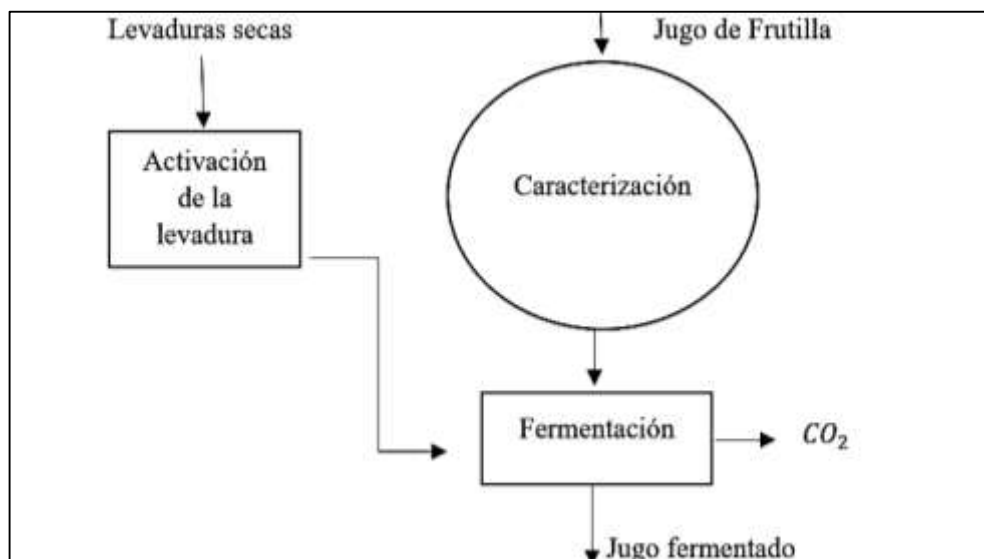 Levaduras secas
Jugo de Frutilla
Activación
de la
levadura
Caracterización
Fermentación
CO₂
Jugo fermentado